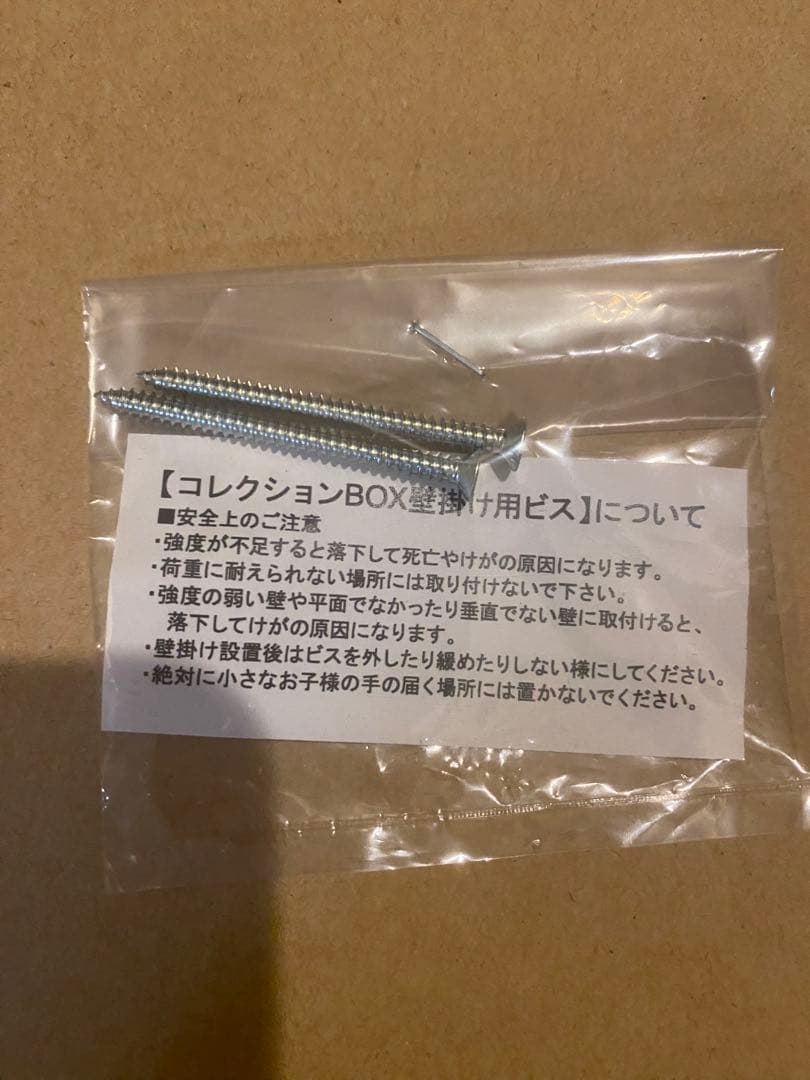 【コレクションBOX壁掛け用ビス】について
■安全上のご注意
・強度が不足すると落下して死亡やけがの原因になります。
・荷重に耐えられない場所には取り付けないで下さい。
・強度の弱い壁や平面でなかったり垂直でない壁に取付けると、
落下してけがの原因になります。
・壁掛け設置後はビスを外したり緩めたりしない様にしてください。
・絶対に小さなお子様の手の届く場所には置かないでください。